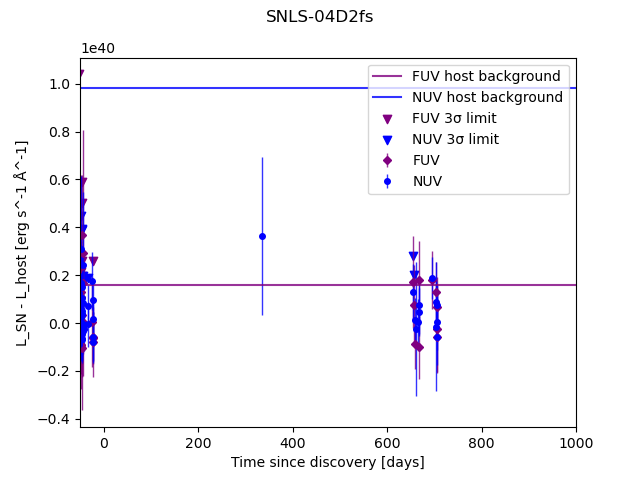 SNLS-04D2fs
1e40
FUV host background
NUV host background
FUV 3σ limit
NUV 3σ limit
FUV
NUV
L_SN - L_host [erg s^-1 Å^-1]
1.0
0.8
0.6
0.4
0.2
0.0
−0.2
−0.4
0 200 400 600 800 1000
Time since discovery [days]